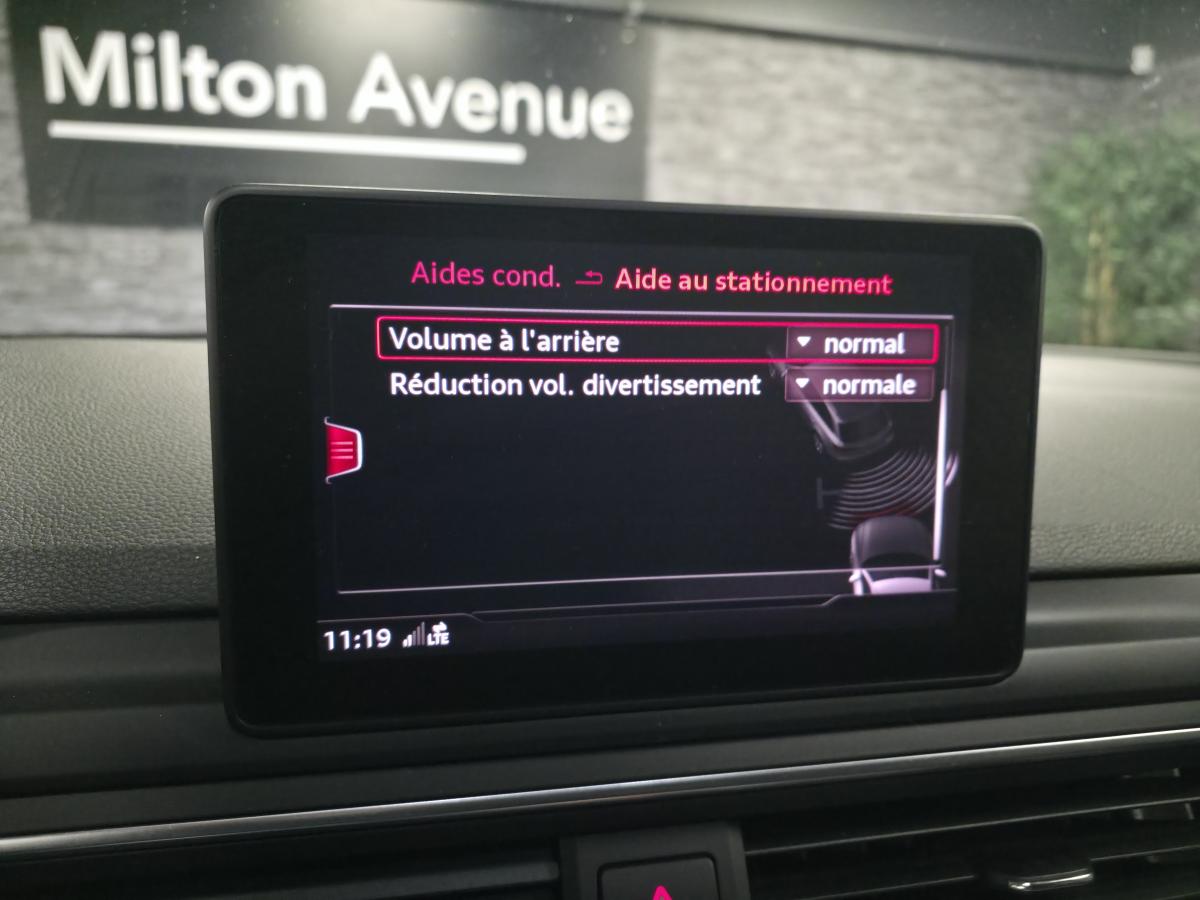 Milton Avenue
Aides cond. Aide au stationnement
Volume à l'arrière normal
Réduction vol. divertissement normale
11:19 LTE